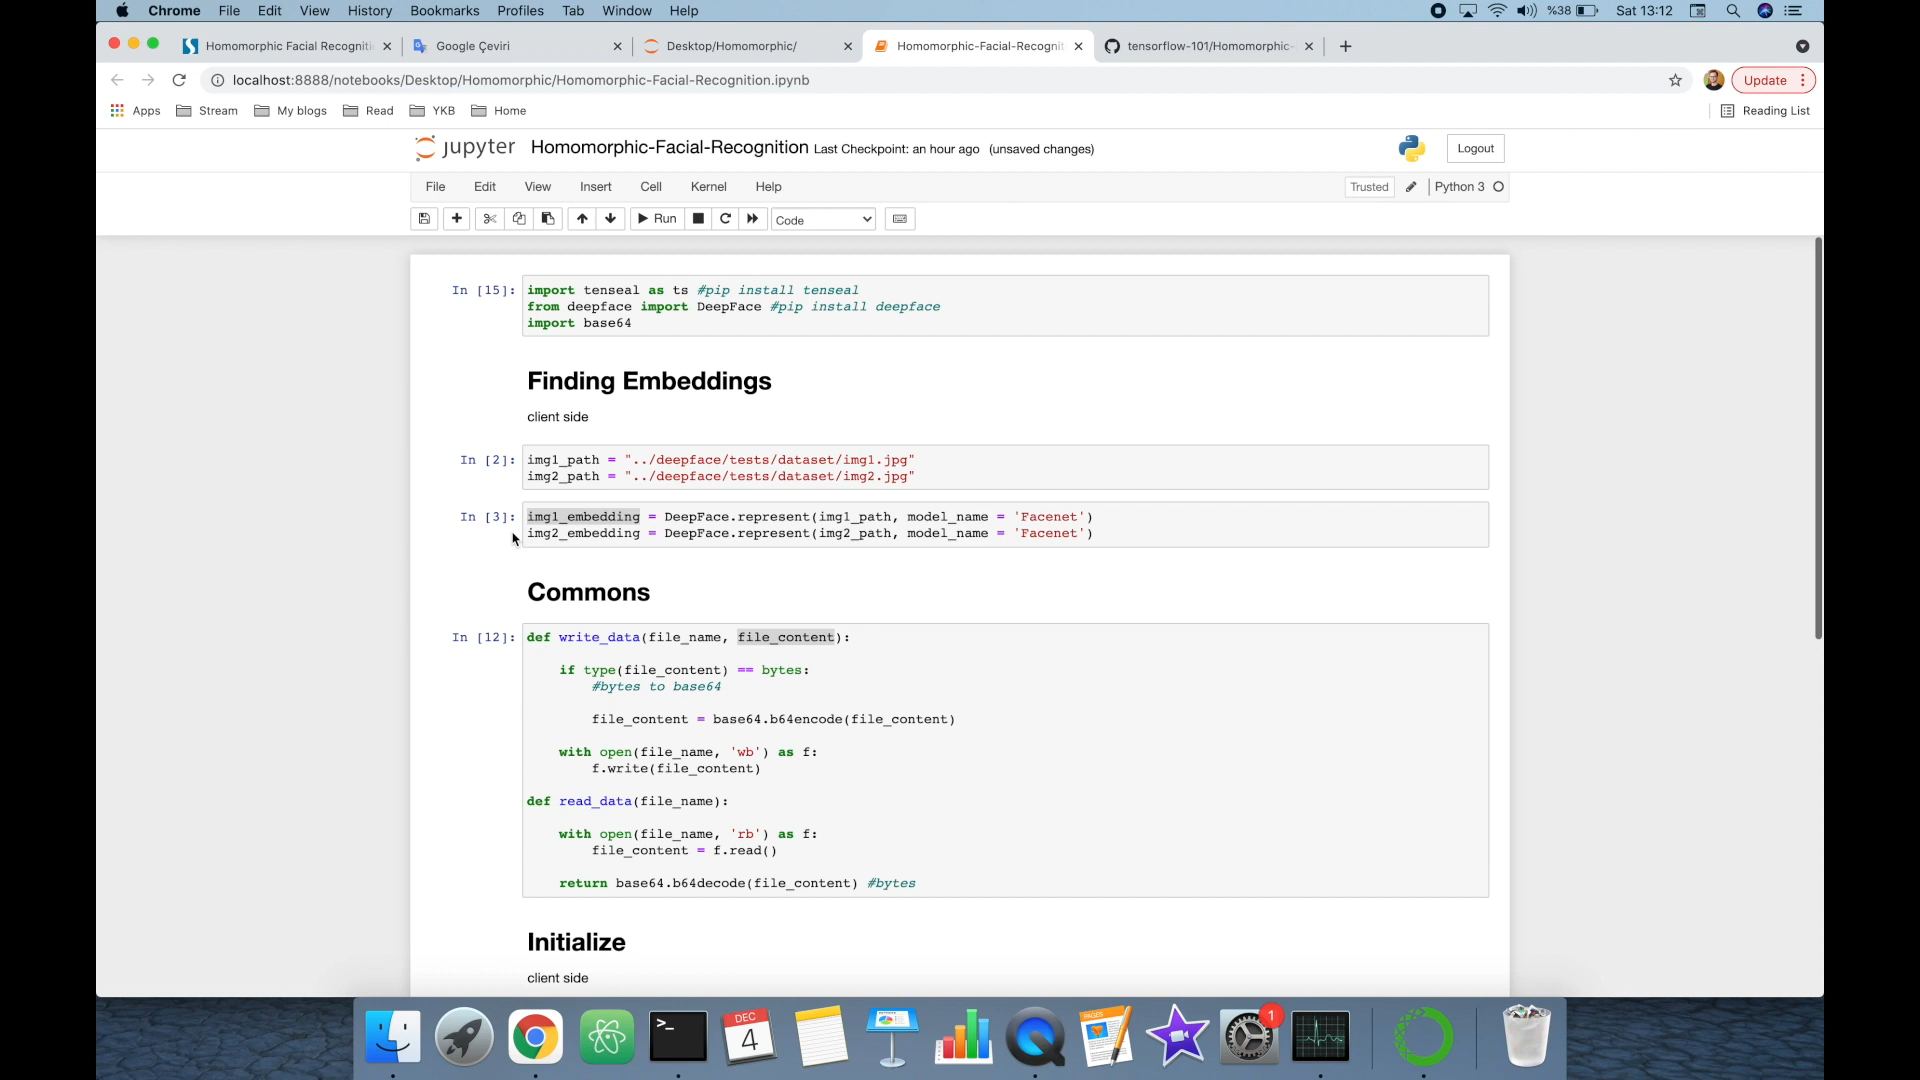 Chrome File Edit View History Bookmarks Profiles Tab Window Help %38 Sat 13:12
Homomorphic Facial Recogniti Google Çeviri Desktop/Homomorphic/ Homomorphic-Facial-Recognit tensorflow-101/Homomorphic-
localhost:8888/notebooks/Desktop/Homomorphic/Homomorphic-Facial-Recognition.ipynb Update
Apps Stream My blogs Read YKB Home Reading List
jupyter Homomorphic-Facial-Recognition Last Checkpoint: an hour ago (unsaved changes) Logout
File Edit View Insert Cell Kernel Help Trusted Python 3
Run Code
In [15]: import tenseal as ts #pip install tenseal
from deepface import DeepFace #pip install deepface
import base64
Finding Embeddings
client side
In [2]: img1_path = "../deepface/tests/dataset/img1.jpg"
img2_path = "../deepface/tests/dataset/img2.jpg"
In [3]: img1_embedding = DeepFace.represent(img1_path, model_name = 'Facenet')
img2_embedding = DeepFace.represent(img2_path, model_name = 'Facenet')
Commons
In [12]: def write_data(file_name, file_content):
if type(file_content) == bytes:
#bytes to base64
file_content = base64.b64encode(file_content)
with open(file_name, 'wb') as f:
f.write(file_content)
def read_data(file_name):
with open(file_name, 'rb') as f:
file_content = f.read()
return base64.b64decode(file_content) #bytes
Initialize
client side
DEC
4
PAGES
1